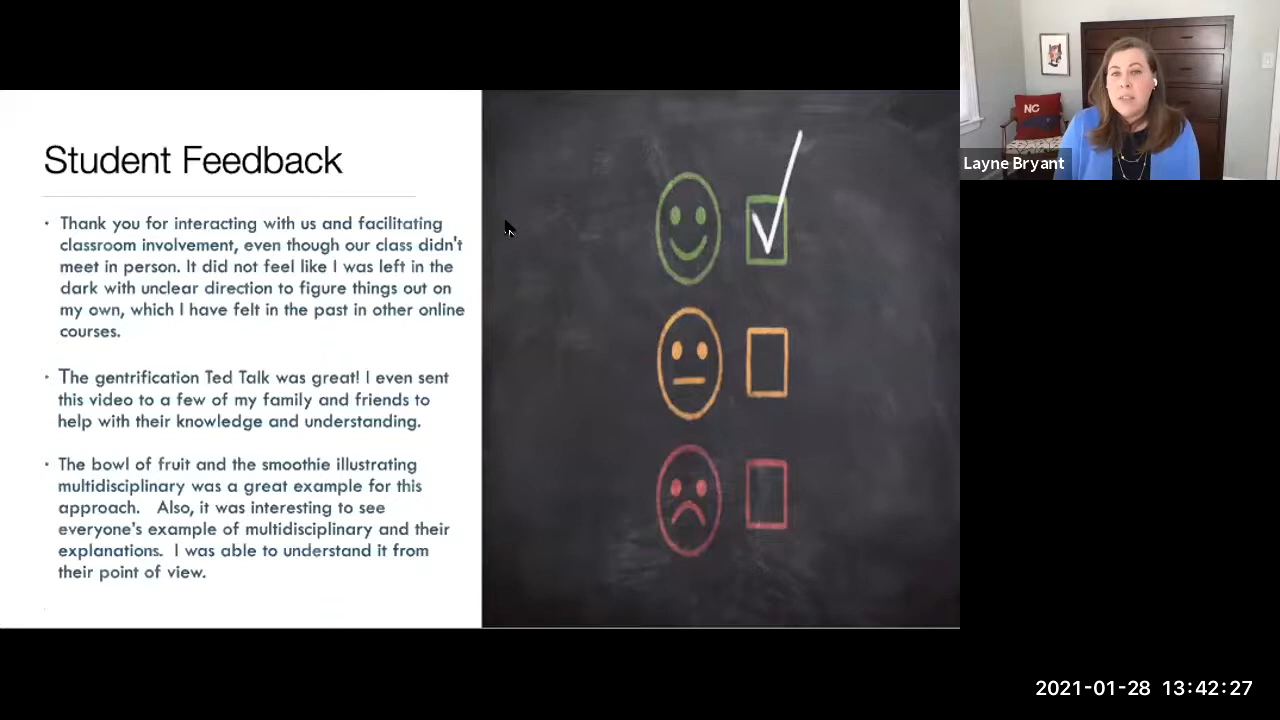 Student Feedback
• Thank you for interacting with us and facilitating
classroom involvement, even though our class didn't
meet in person. It did not feel like I was left in the
dark with unclear direction to figure things out on
my own, which I have felt in the past in other online
courses.
• The gentrification Ted Talk was great! I even sent
this video to a few of my family and friends to
help with their knowledge and understanding.
• The bowl of fruit and the smoothie illustrating
multidisciplinary was a great example for this
approach. Also, it was interesting to see
everyone's example of multidisciplinary and their
explanations. I was able to understand it from
their point of view.
NC
Layne Bryant
2021-01-28 13:42:27